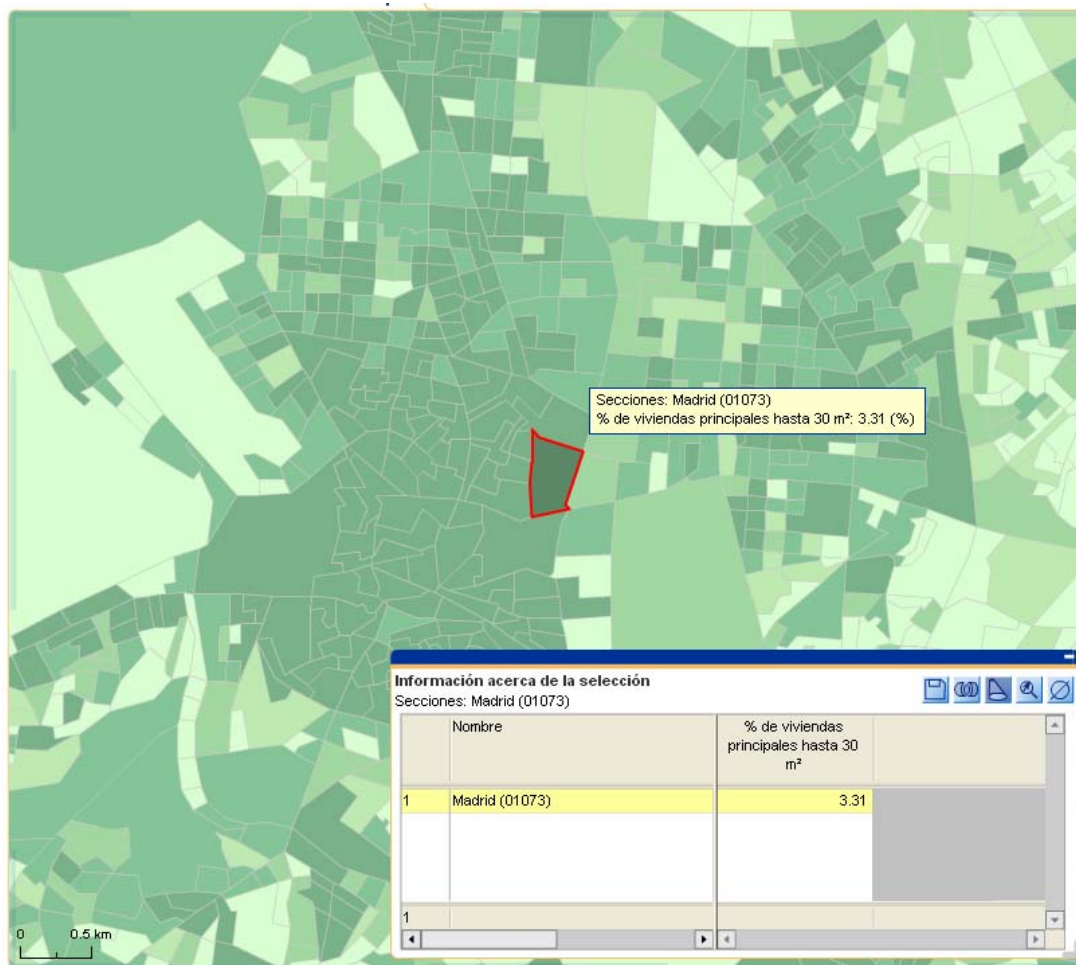 Secciones: Madrid (01073)
% de viviendas principales hasta 30 m²: 3.31 (%)
Información acerca de la selección
Secciones: Madrid (01073)
Nombre
% de viviendas
principales hasta 30
m²
1
Madrid (01073)
3.31
1
0 0.5 km